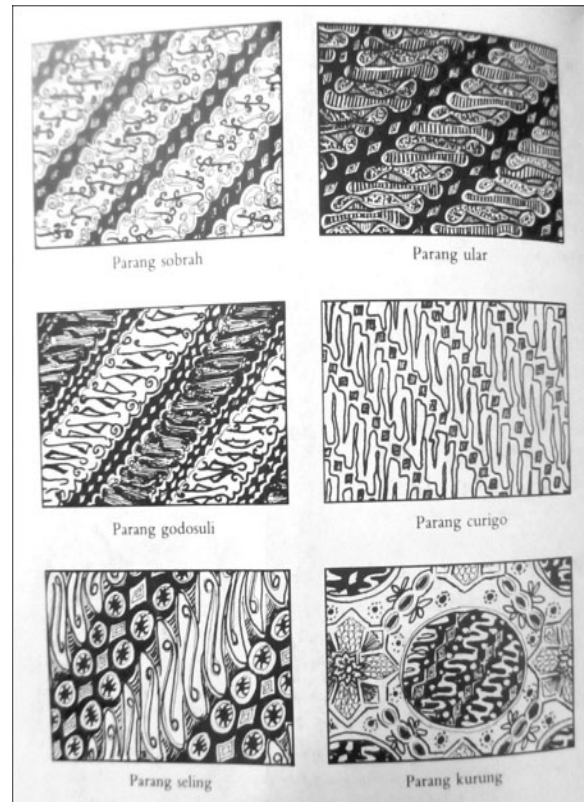 Parang sobrah
Parang ular
Parang godosuli
Parang curigo
Parang seling
Parang kurung